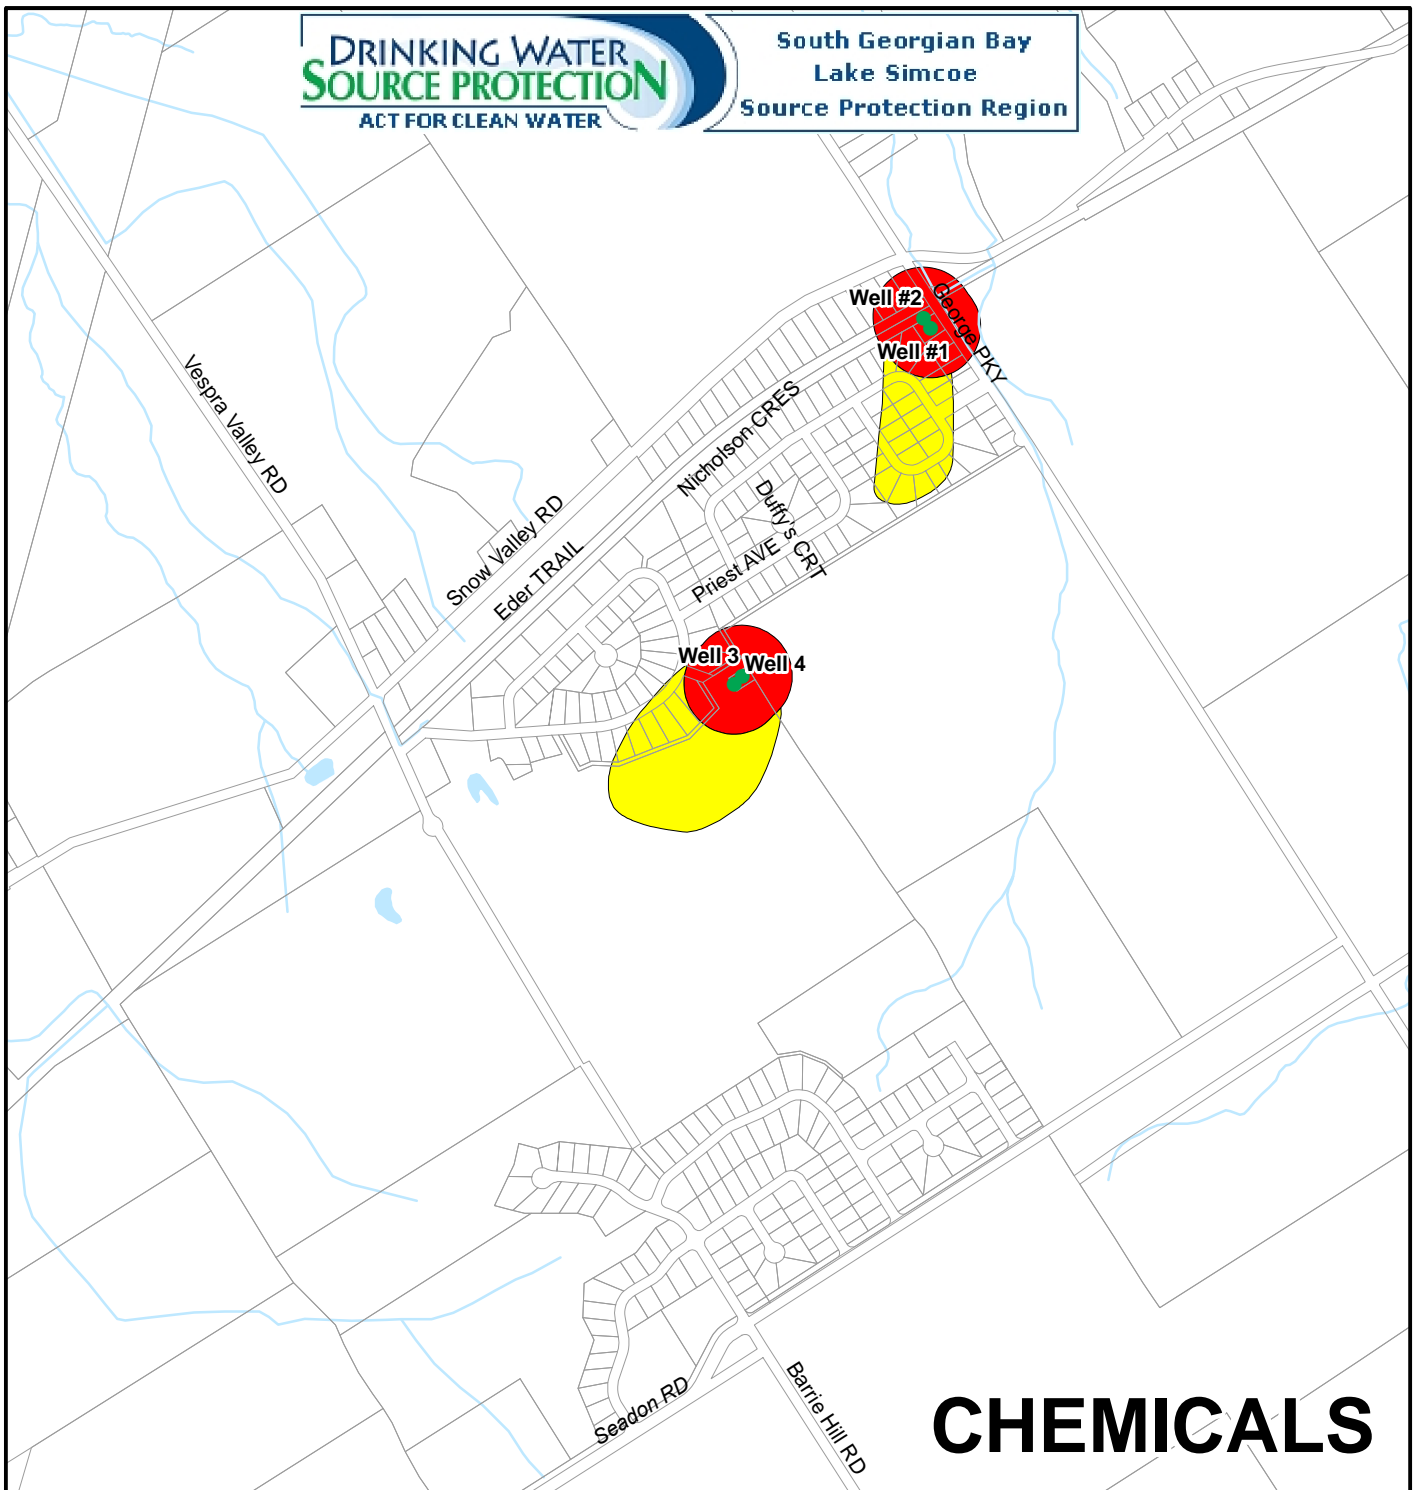 DRINKING WATER
SOURCE PROTECTION
ACT FOR CLEAN WATER
South Georgian Bay
Lake Simcoe
Source Protection Region
Well #2
George PKY
Well #1
Vespra Valley RD
Nicholson CRES
Snow Valley RD
Duffy's CRT
Eder TRAIL
Priest AVE
Well 3
Well 4
Seadon RD
Barrie Hill RD
CHEMICALS